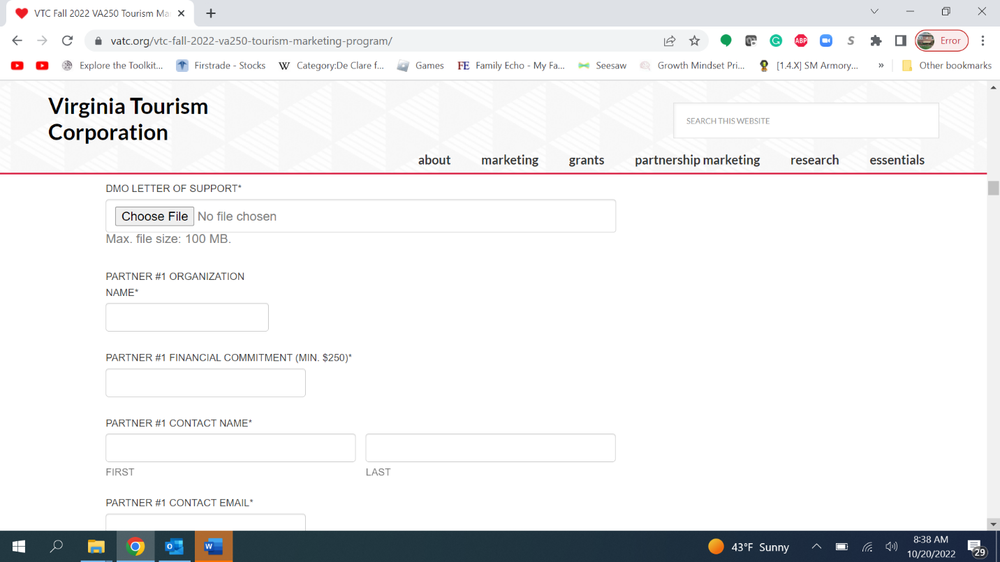 VTC Fall 2022 VA250 Tourism Ma
vatc.org/vtc-fall-2022-va250-tourism-marketing-program/
ABP
S
Error
Explore the Toolkit...
Firstrade - Stocks
W Category:De Clare f...
Games
FE Family Echo - My Fa...
Seesaw
Growth Mindset Pri...
[1.4.X] SM Armory...
»
Other bookmarks
Virginia Tourism
Corporation
SEARCH THIS WEBSITE
about marketing grants partnership marketing research essentials
DMO LETTER OF SUPPORT*
Choose File No file chosen
Max. file size: 100 MB.
PARTNER #1 ORGANIZATION
NAME*
PARTNER #1 FINANCIAL COMMITMENT (MIN. $250)*
PARTNER #1 CONTACT NAME*
FIRST LAST
PARTNER #1 CONTACT EMAIL*
43°F Sunny
8:38 AM
10/20/2022
29